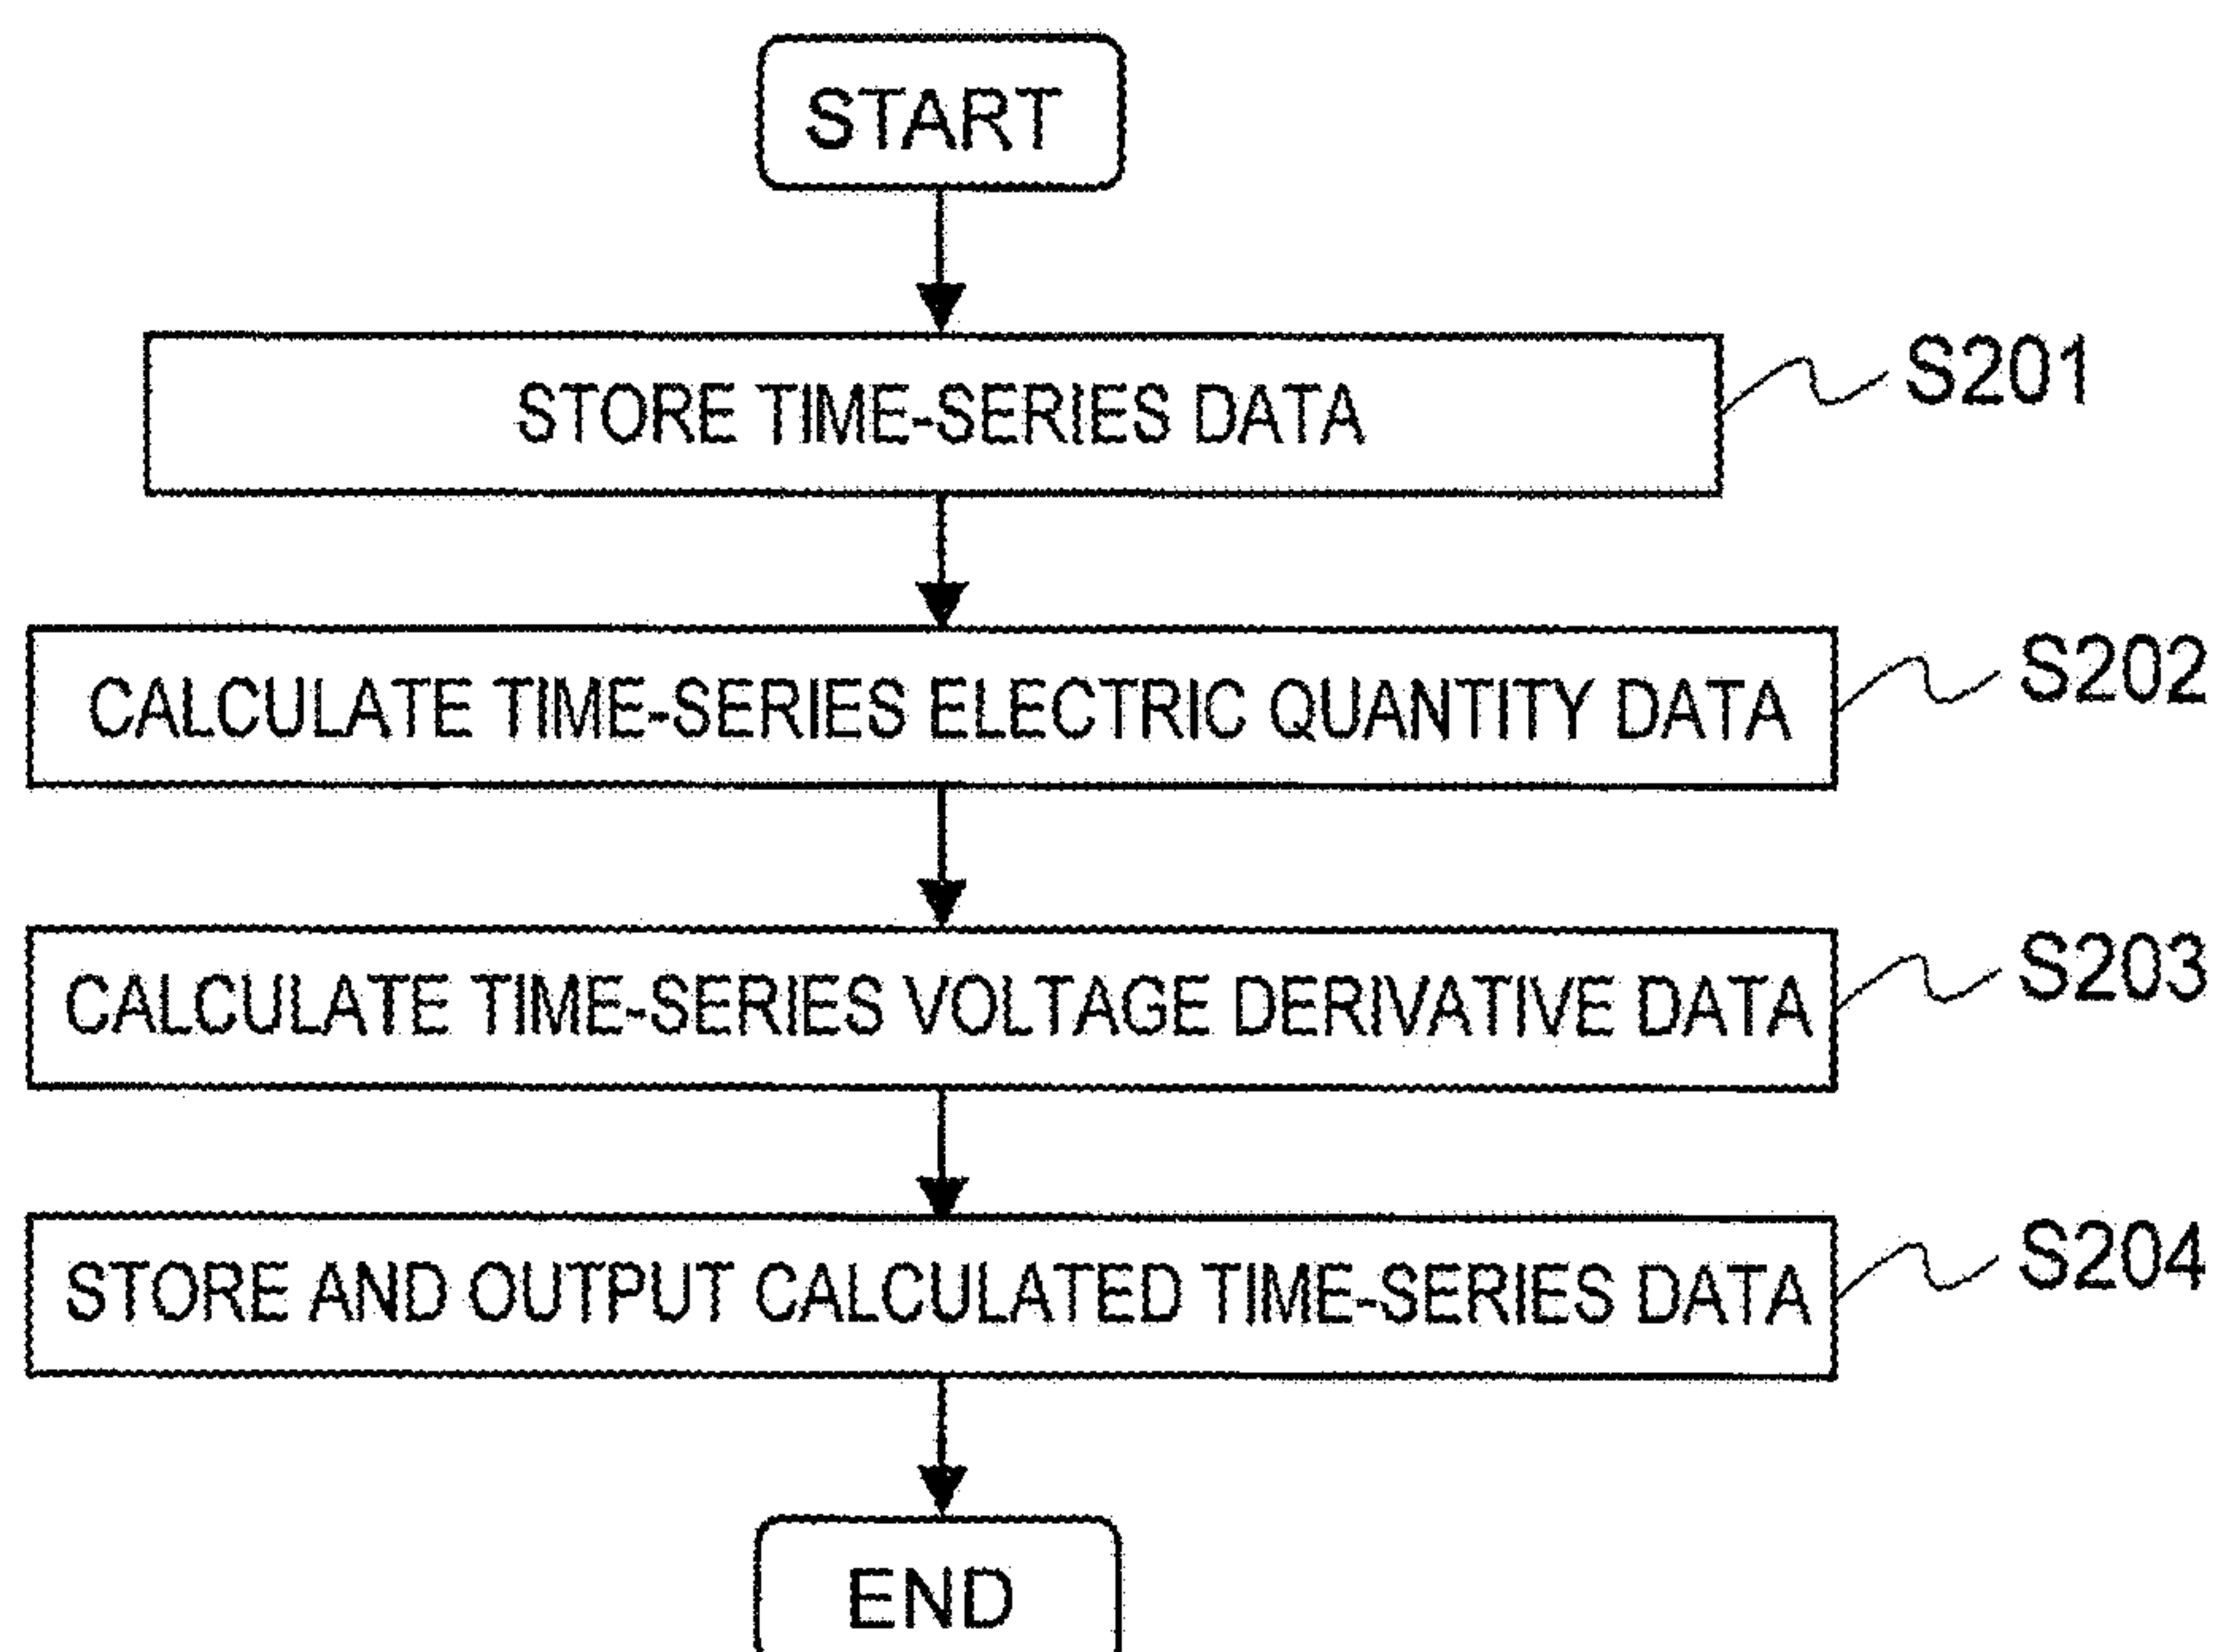 START
STORE TIME-SERIES DATA
S201
CALCULATE TIME-SERIES ELECTRIC QUANTITY DATA
S202
CALCULATE TIME-SERIES VOLTAGE DERIVATIVE DATA
S203
STORE AND OUTPUT CALCULATED TIME-SERIES DATA
S204
END